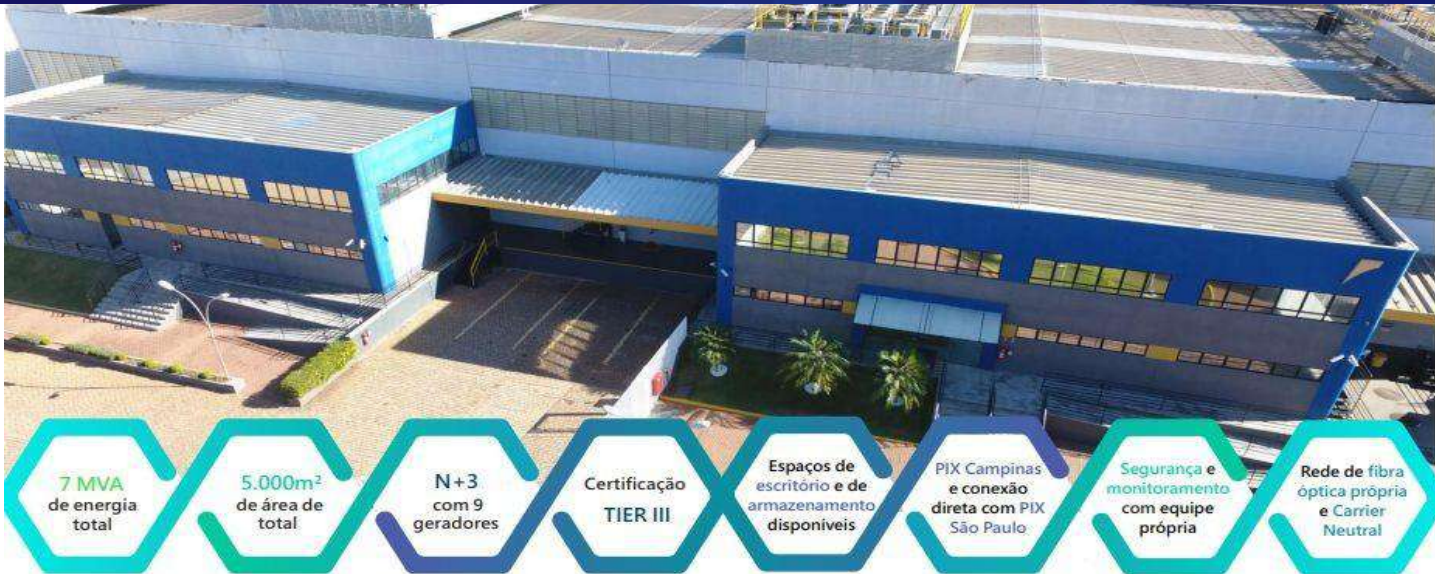 7 MVA
de energia
total
5.000m²
de área de
total
N+3
com 9
geradores
Certificação
TIER III
Espaços de
escritório e de
armazenamento
disponíveis
PIX Campinas
e conexão
direta com PIX
São Paulo
Segurança e
monitoramento
com equipe
própria
Rede de fibra
óptica própria
e Carrier
Neutral